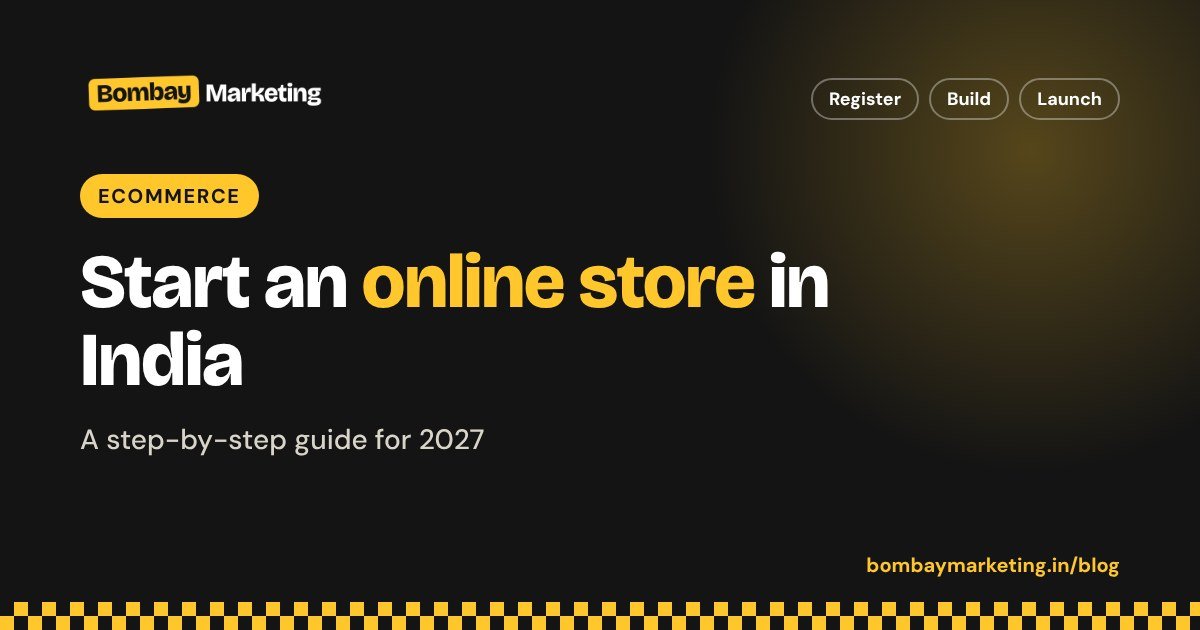 Bombay Marketing
Register
Build
Launch
ECOMMERCE
Start an online store in
India
A step-by-step guide for 2027
bombaymarketing.in/blog